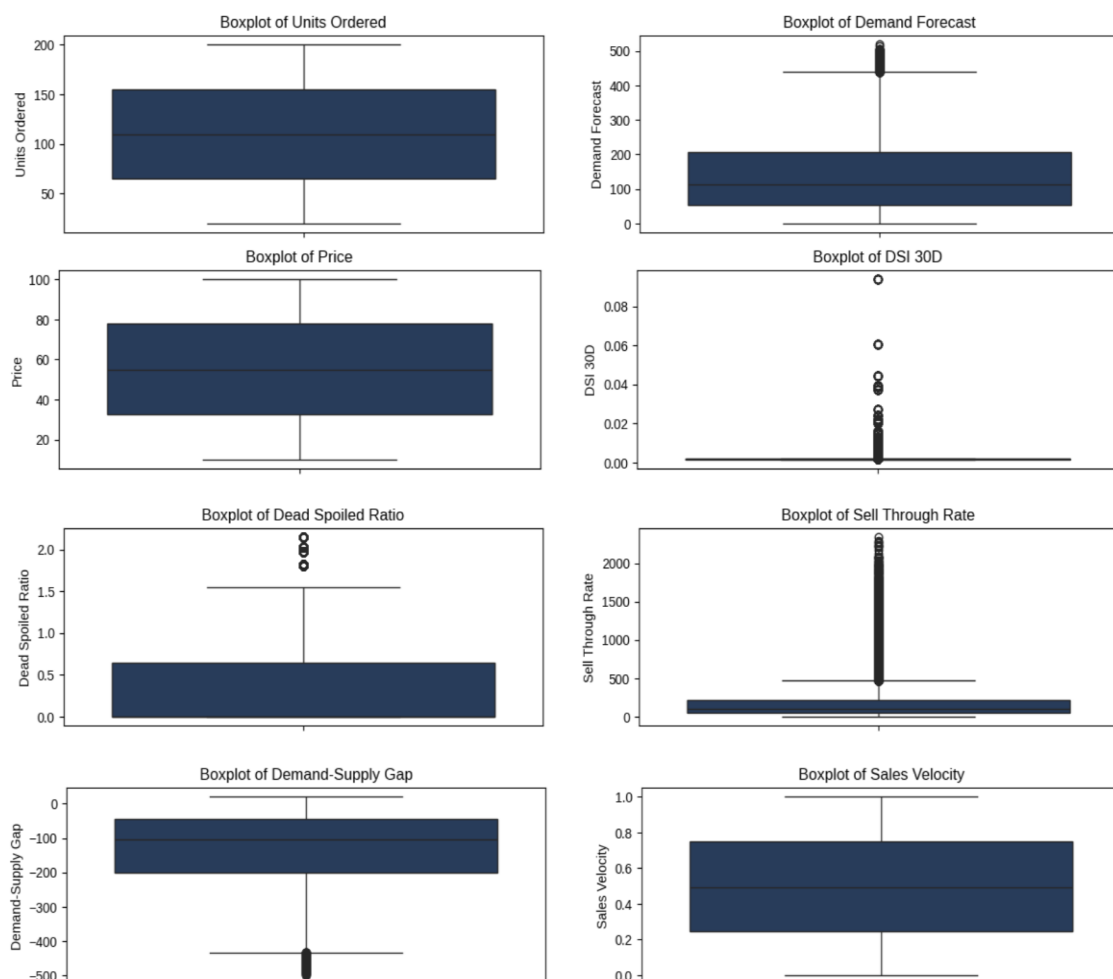 Boxplot of Units Ordered
Units Ordered
200
150
100
50
Boxplot of Demand Forecast
Demand Forecast
500
400
300
200
100
0
Boxplot of Price
Price
100
80
60
40
20
Boxplot of DSI 30D
DSI 30D
0.08
0.06
0.04
0.02
0.00
Boxplot of Dead Spoiled Ratio
Dead Spoiled Ratio
2.0
1.5
1.0
0.5
0.0
Boxplot of Sell Through Rate
Sell Through Rate
2000
1500
1000
500
0
Boxplot of Demand-Supply Gap
Demand-Supply Gap
0
−100
−200
−300
−400
−500
Boxplot of Sales Velocity
Sales Velocity
1.0
0.8
0.6
0.4
0.2
0.0